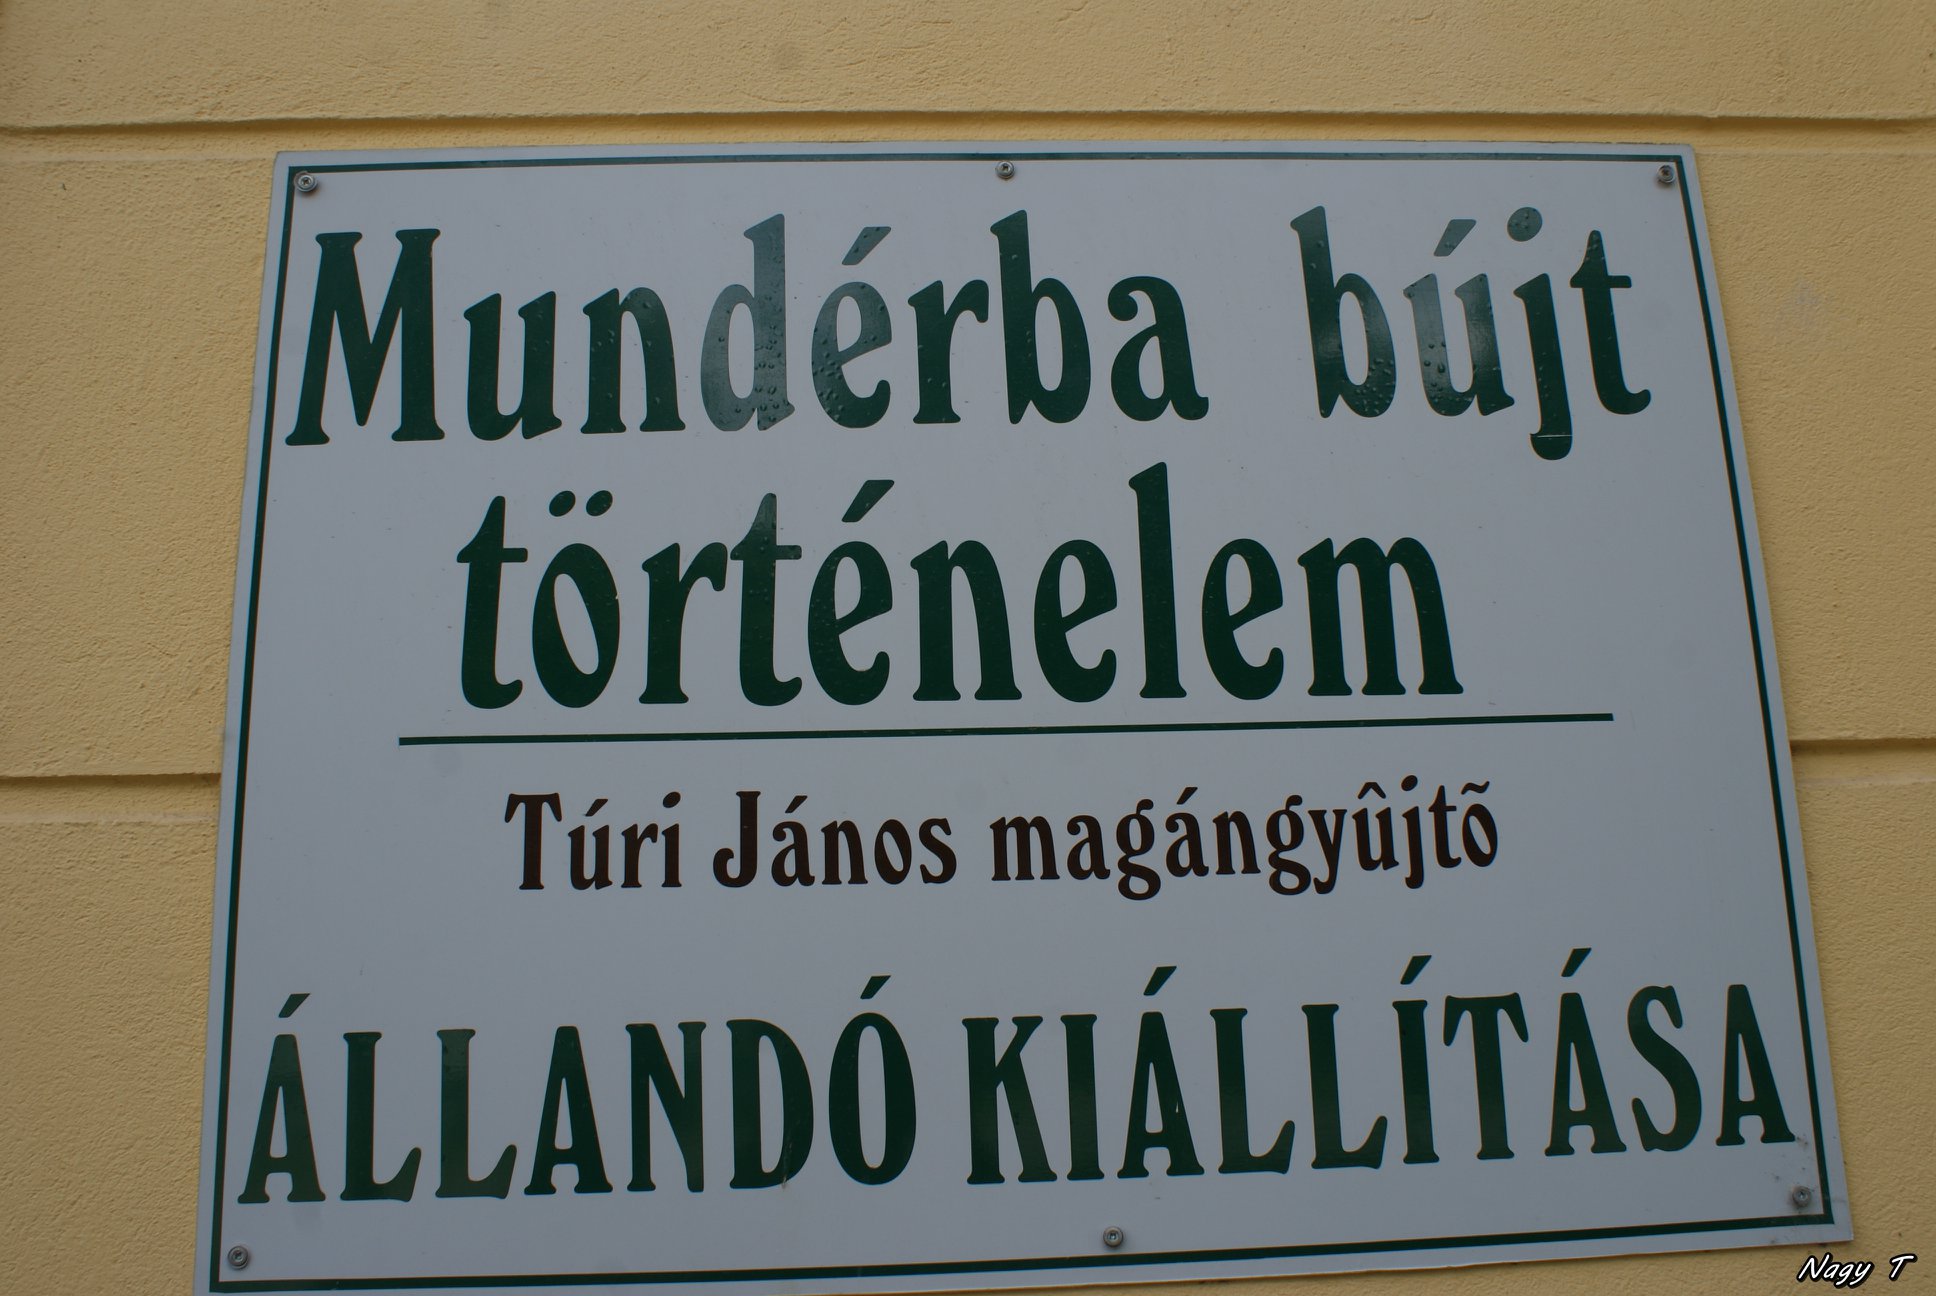 Mundérba bújt
történelem
Túri János magángyûjtõ
ÁLLANDÓ KIÁLLÍTÁSA
Nagy T